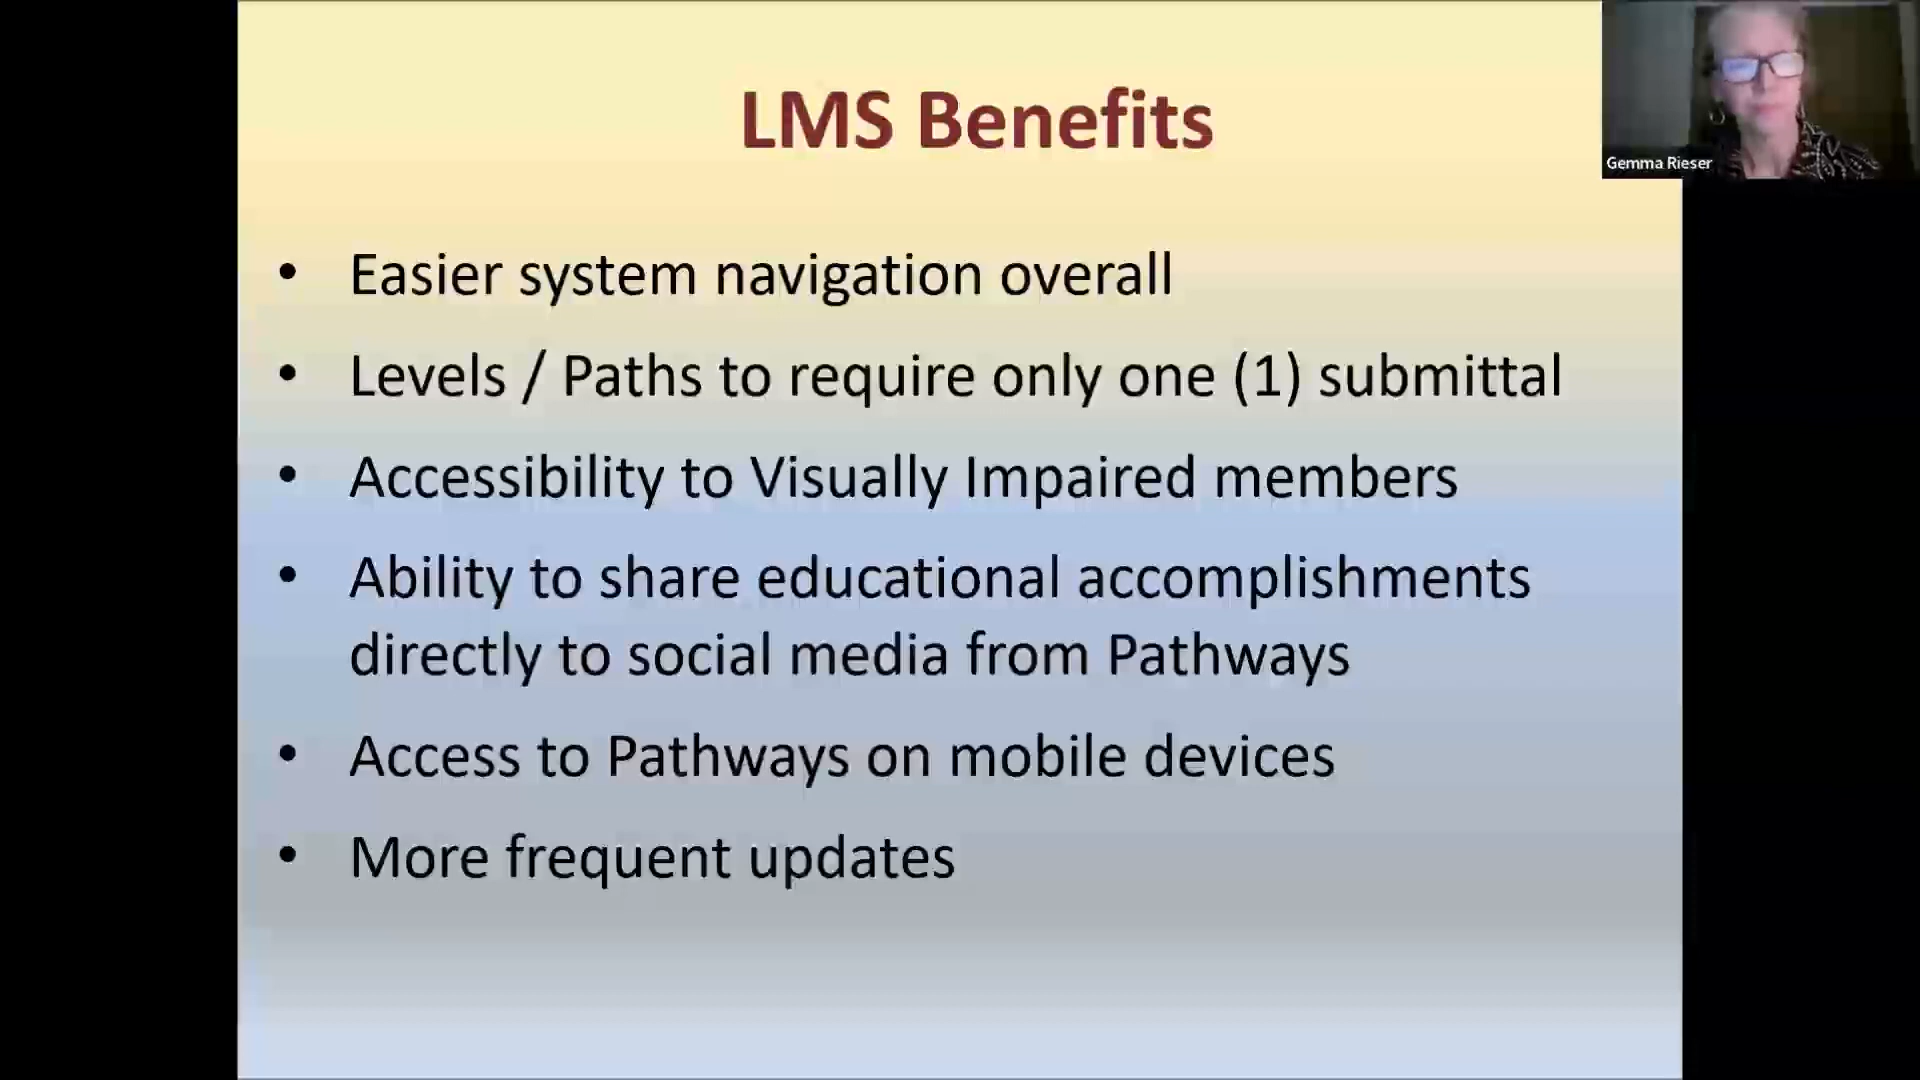 LMS Benefits
Gemma Rieser
• Easier system navigation overall
• Levels / Paths to require only one (1) submittal
• Accessibility to Visually Impaired members
• Ability to share educational accomplishments
directly to social media from Pathways
• Access to Pathways on mobile devices
• More frequent updates